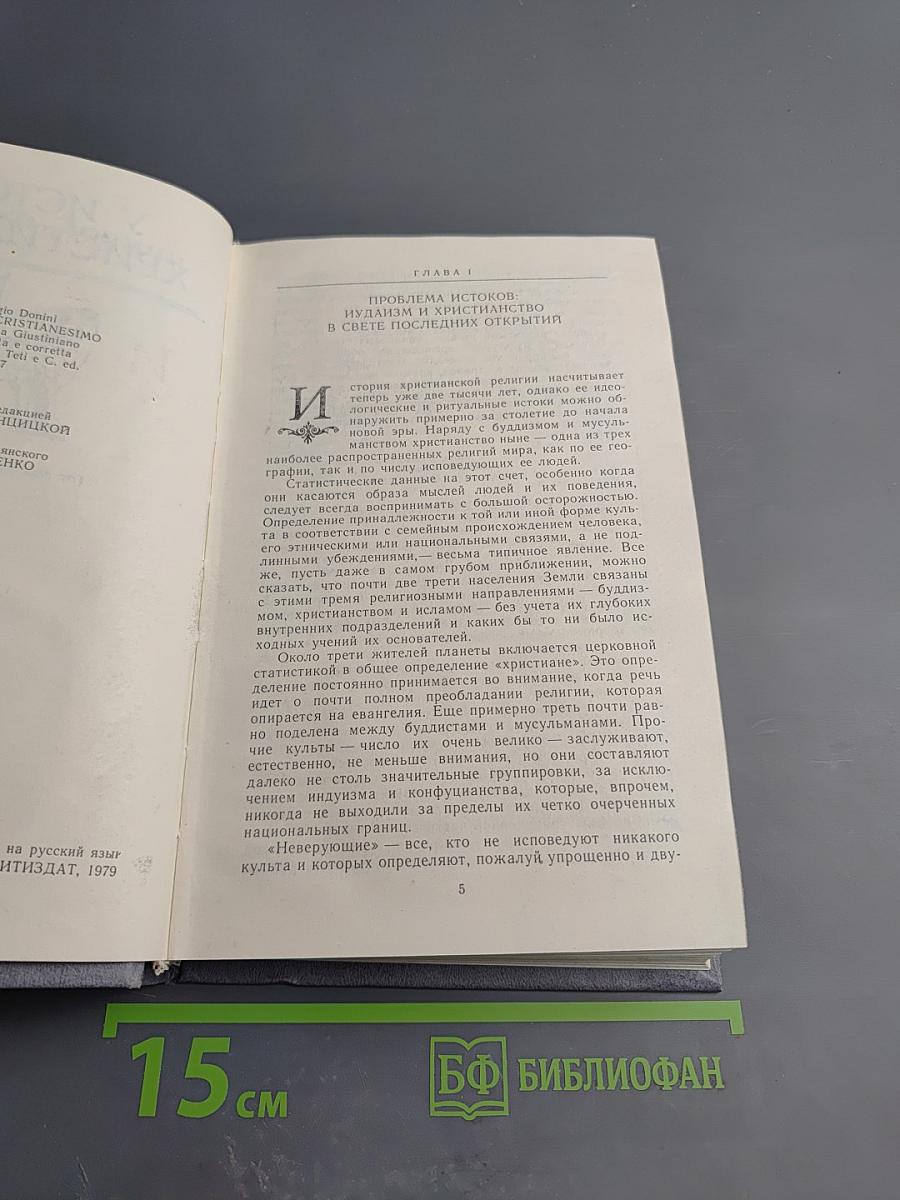 gio Donini
CRISTIANESIMO
a Giustiniano
la e corretta
Teti e C. ed.
7
едакцией
НЦИЦКОЙ
янского
ЕНКО
на русский язык
ИТИЗДАТ, 1979
ГЛАВА I
ПРОБЛЕМА ИСТОКОВ:
ИУДАИЗМ И ХРИСТИАНСТВО
В СВЕТЕ ПОСЛЕДНИХ ОТКРЫТИЙ
История христианской религии насчитывает
теперь уже две тысячи лет, однако ее идео-
логические и ритуальные истоки можно об-
наружить примерно за столетие до начала
новой эры. Наряду с буддизмом и мусуль-
манством христианство ныне — одна из трех
наиболее распространенных религий мира, как по ее гео-
графии, так и по числу исповедующих ее людей.
Статистические данные на этот счет, особенно когда
они касаются образа мыслей людей и их поведения,
следует всегда воспринимать с большой осторожностью.
Определение принадлежности к той или иной форме куль-
та в соответствии с семейным происхождением человека,
его этническими или национальными связями, а не под-
линными убеждениями,— весьма типичное явление. Все
же, пусть даже в самом грубом приближении, можно
сказать, что почти две трети населения Земли связаны
с этими тремя религиозными направлениями — буддиз-
мом, христианством и исламом — без учета их глубоких
внутренних подразделений и каких бы то ни было ис-
ходных учений их основателей.
Около трети жителей планеты включается церковной
статистикой в общее определение «христиане». Это опре-
деление постоянно принимается во внимание, когда речь
идет о почти полном преобладании религии, которая
опирается на евангелия. Еще примерно треть почти рав-
но поделена между буддистами и мусульманами. Про-
чие культы — число их очень велико — заслуживают,
естественно, не меньше внимания, но они составляют
далеко не столь значительные группировки, за исклю-
чением индуизма и конфуцианства, которые, впрочем,
никогда не выходили за пределы их четко очерченных
национальных границ.
«Неверующие» — все, кто не исповедуют никакого
культа и которых определяют, пожалуй, упрощенно и дву-
5
15 см
БФ БИБЛИОФАН